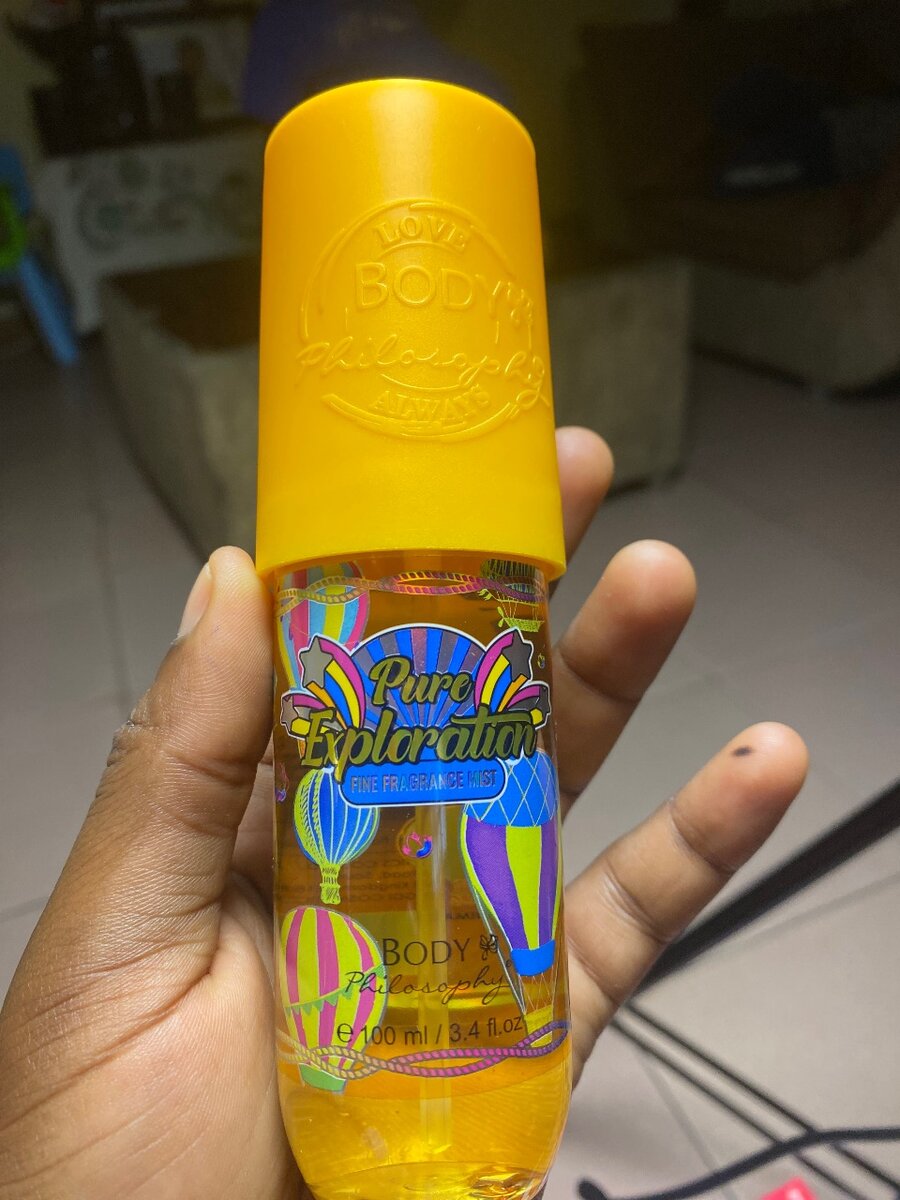 LOVE
BODY
Philosophy
ALWAYS
Pure
Exploration
FINE FRAGRANCE MIST
BODY
Philosophy
e 100 ml / 3.4 fl.oz